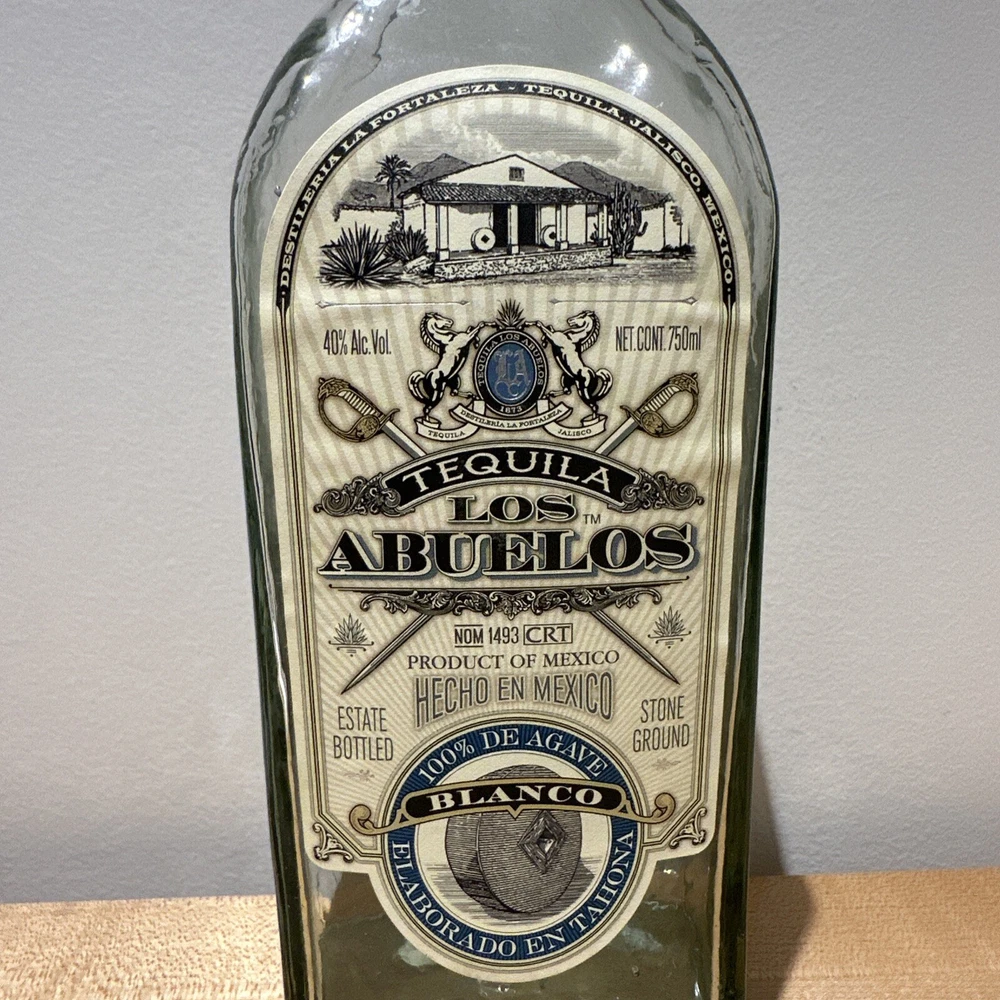 DESTILERIA LA FORTALEZA ~ TEQUILA, JALISCO, MEXICO
40% Alc. Vol.
NET. CONT. 750ml
TEQUILA LOS ABUELOS
LA
1873
DESTILERÍA LA FORTALEZA
TEQUILA
JALISCO
TEQUILA
LOS
ABUELOS™
NOM 1493 CRT
PRODUCT OF MEXICO
HECHO EN MEXICO
ESTATE
BOTTLED
STONE
GROUND
100% DE AGAVE
BLANCO
ELABORADO EN TAHONA